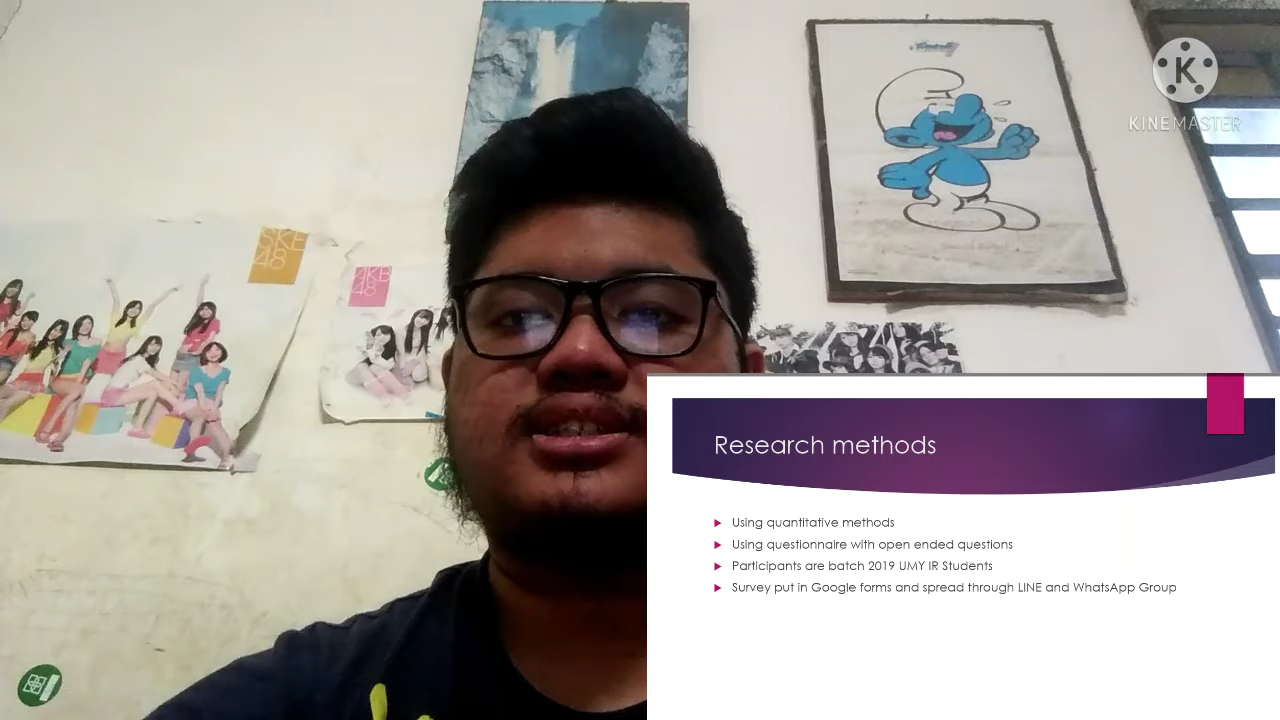 KINEMASTER
K
SKE
48
AKB
48
Research methods
Using quantitative methods
Using questionnaire with open ended questions
Participants are batch 2019 UMY IR Students
Survey put in Google forms and spread through LINE and WhatsApp Group